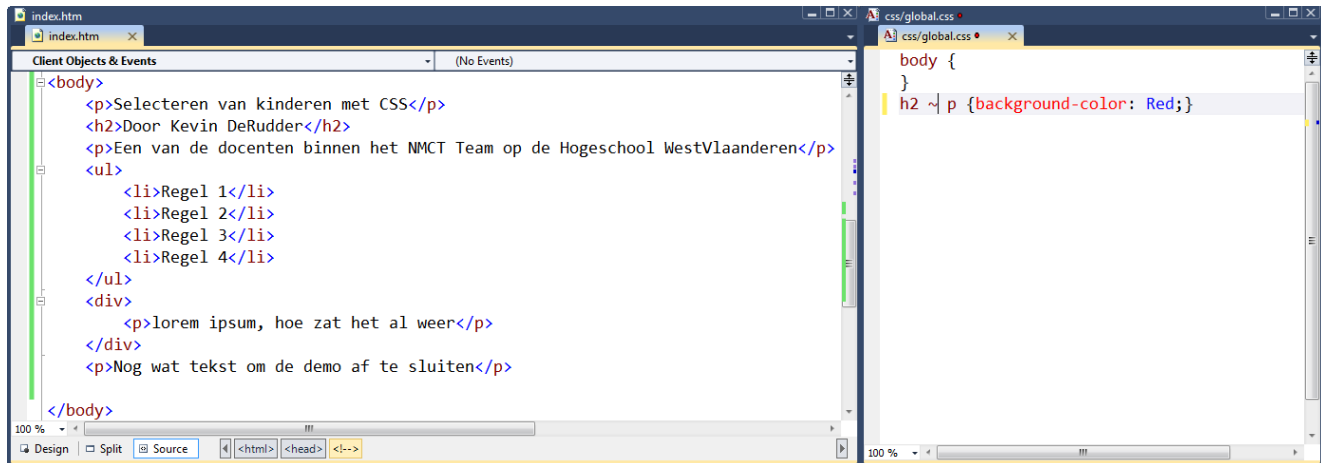 index.htm
index.htm
Client Objects & Events (No Events)
<body>
<p>Selecteren van kinderen met CSS</p>
<h2>Door Kevin DeRudder</h2>
<p>Een van de docenten binnen het NMCT Team op de Hogeschool WestVlaanderen</p>
<ul>
<li>Regel 1</li>
<li>Regel 2</li>
<li>Regel 3</li>
<li>Regel 4</li>
</ul>
<div>
<p>lorem ipsum, hoe zat het al weer</p>
</div>
<p>Nog wat tekst om de demo af te sluiten</p>
</body>
100 %
Design Split Source <html> <head> <!-->
css/global.css
css/global.css
body {
}
h2 ~ p {background-color: Red;}
100 %